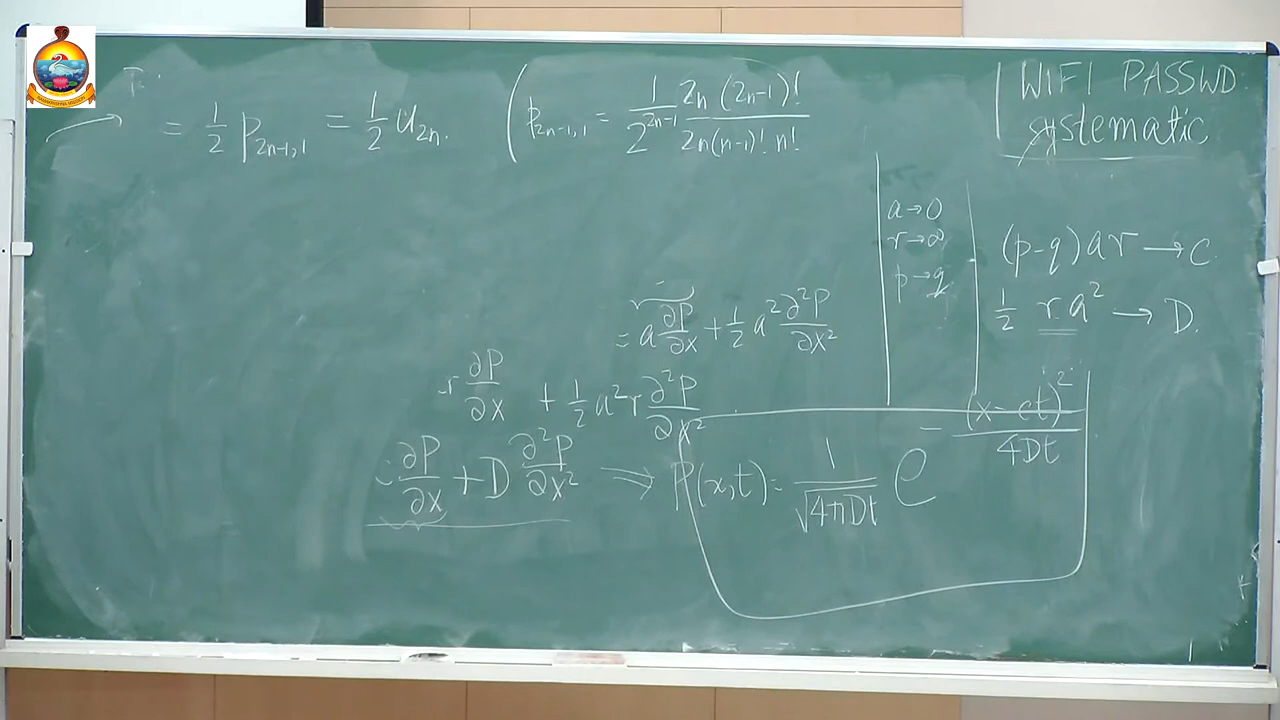 = 1/2 p_{2n-1,1} = 1/2 u_{2n}. ( p_{2n-1,1} = 1/2^{2n-1} 2n (2n-1)! / 2n(n-1)! n!
WIFI PASSWD
systematic
a→0
r→∞
p→q
(p-q) a r → C.
1/2 r a² → D.
= a ∂P/∂x + 1/2 a² ∂²P/∂x²
∂P/∂x + 1/2 a² r ∂²P/∂x²
∂P/∂x + D ∂²P/∂x² ⇒ P(x,t) = 1/√(4πDt) e^{-(x-ct)²/4Dt}